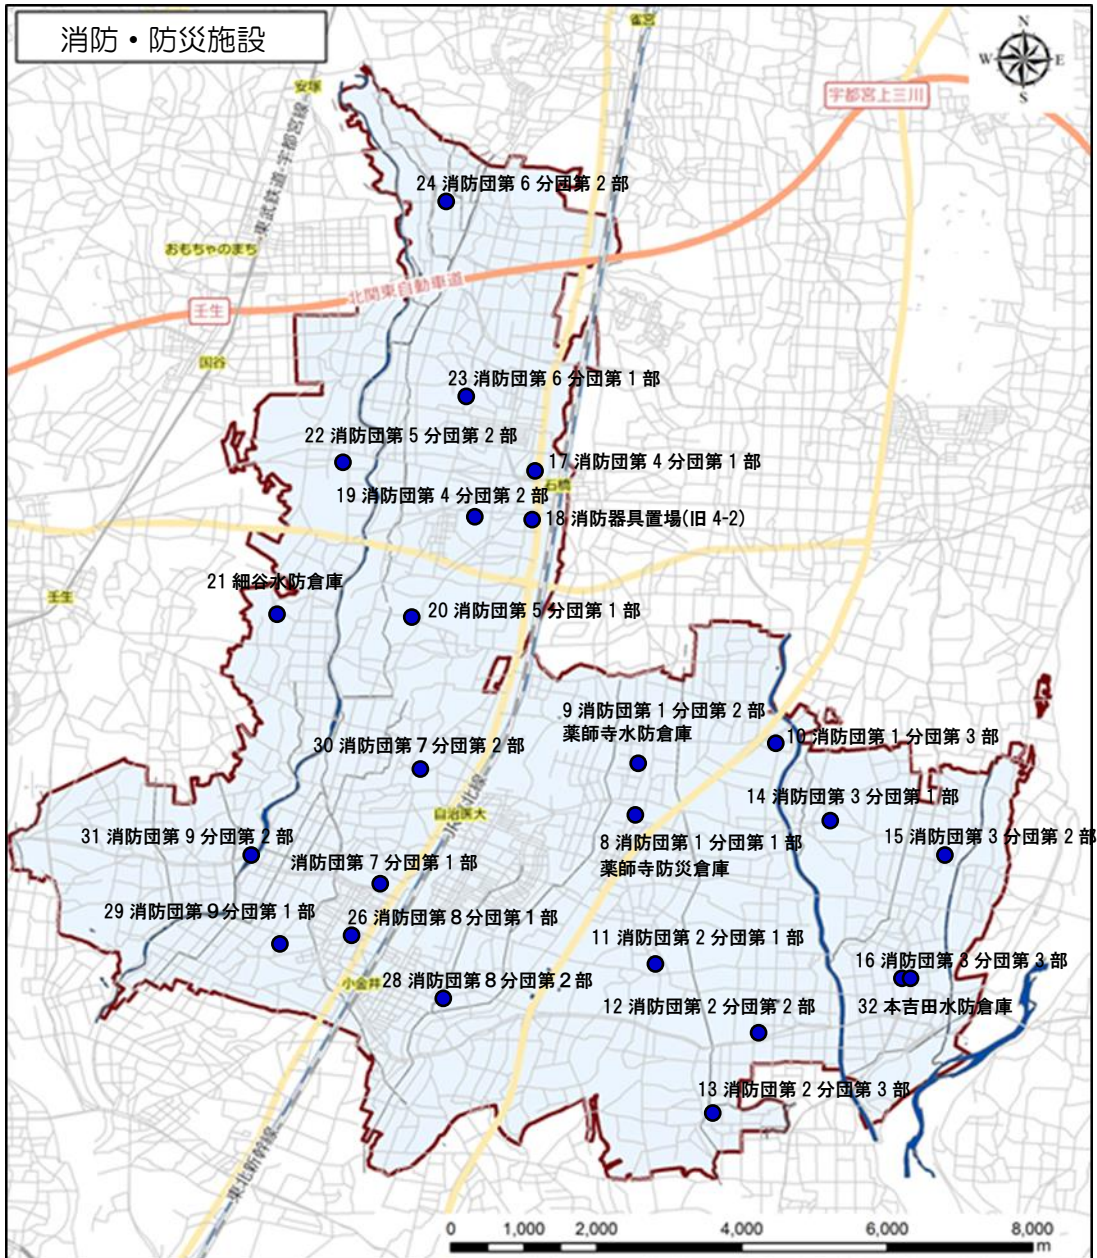 消防・防災施設
雀宮
N
W
E
S
安塚
宇都宮上三川
東武鉄道・宇都宮線
24 消防団第６分団第２部
おもちゃのまち
北関東自動車道
壬生
国谷
23 消防団第６分団第１部
22 消防団第５分団第２部
17 消防団第４分団第１部
石橋
19 消防団第４分団第２部
18 消防器具置場(旧 4-2)
21 細谷水防倉庫
壬生
20 消防団第５分団第１部
9 消防団第１分団第２部
薬師寺水防倉庫
10 消防団第１分団第３部
30 消防団第７分団第２部
14 消防団第３分団第１部
自治医大
31 消防団第９分団第２部
8 消防団第１分団第１部
薬師寺防災倉庫
15 消防団第３分団第２部
消防団第７分団第１部
29 消防団第９分団第１部
26 消防団第８分団第１部
11 消防団第２分団第１部
16 消防団第３分団第３部
小金井
28 消防団第８分団第２部
12 消防団第２分団第２部
32 本吉田水防倉庫
13 消防団第２分団第３部
東北新幹線
0 1,000 2,000 4,000 6,000 8,000
m